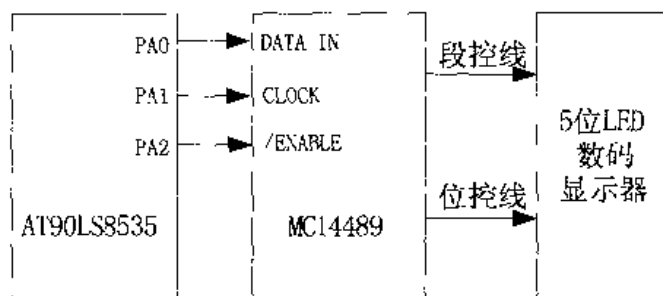 PA0
DATA IN
段控线
PA1
CLOCK
PA2
/ENABLE
5位LED
数码
显示器
位控线
AT90LS8535
MC14489